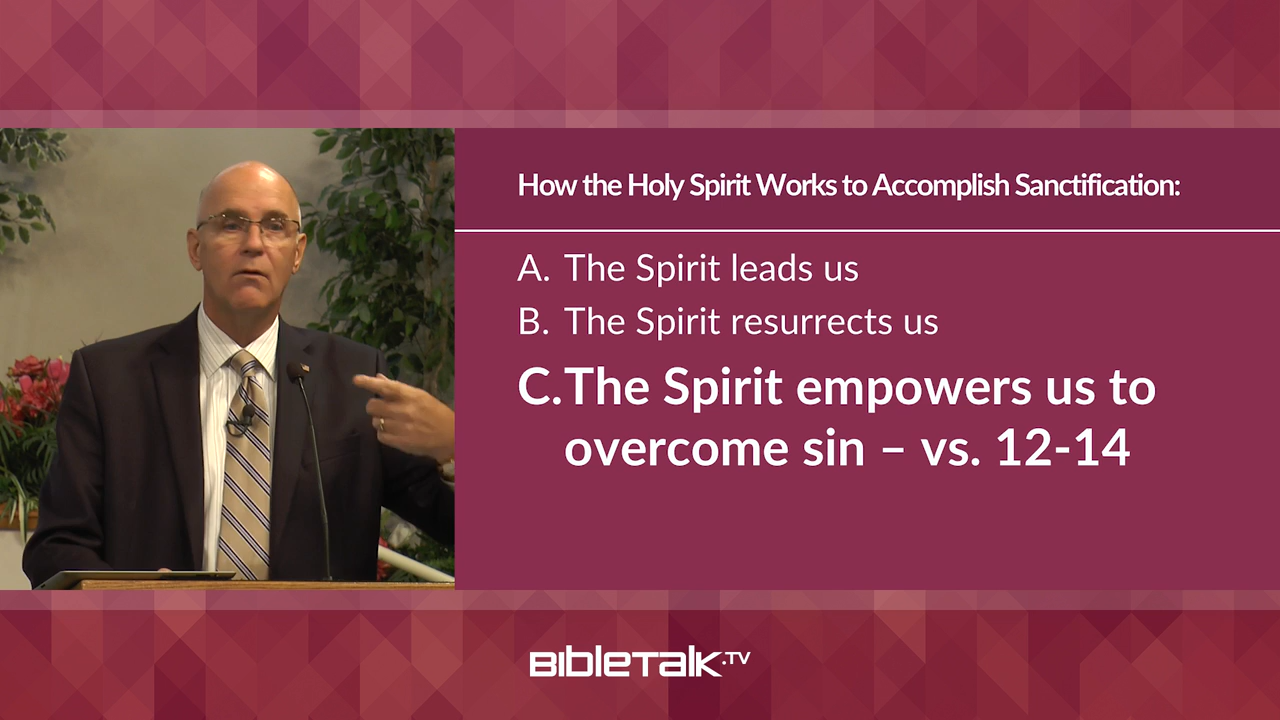 How the Holy Spirit Works to Accomplish Sanctification:
A. The Spirit leads us
B. The Spirit resurrects us
C. The Spirit empowers us to
overcome sin – vs. 12-14
BIBLETALK.TV